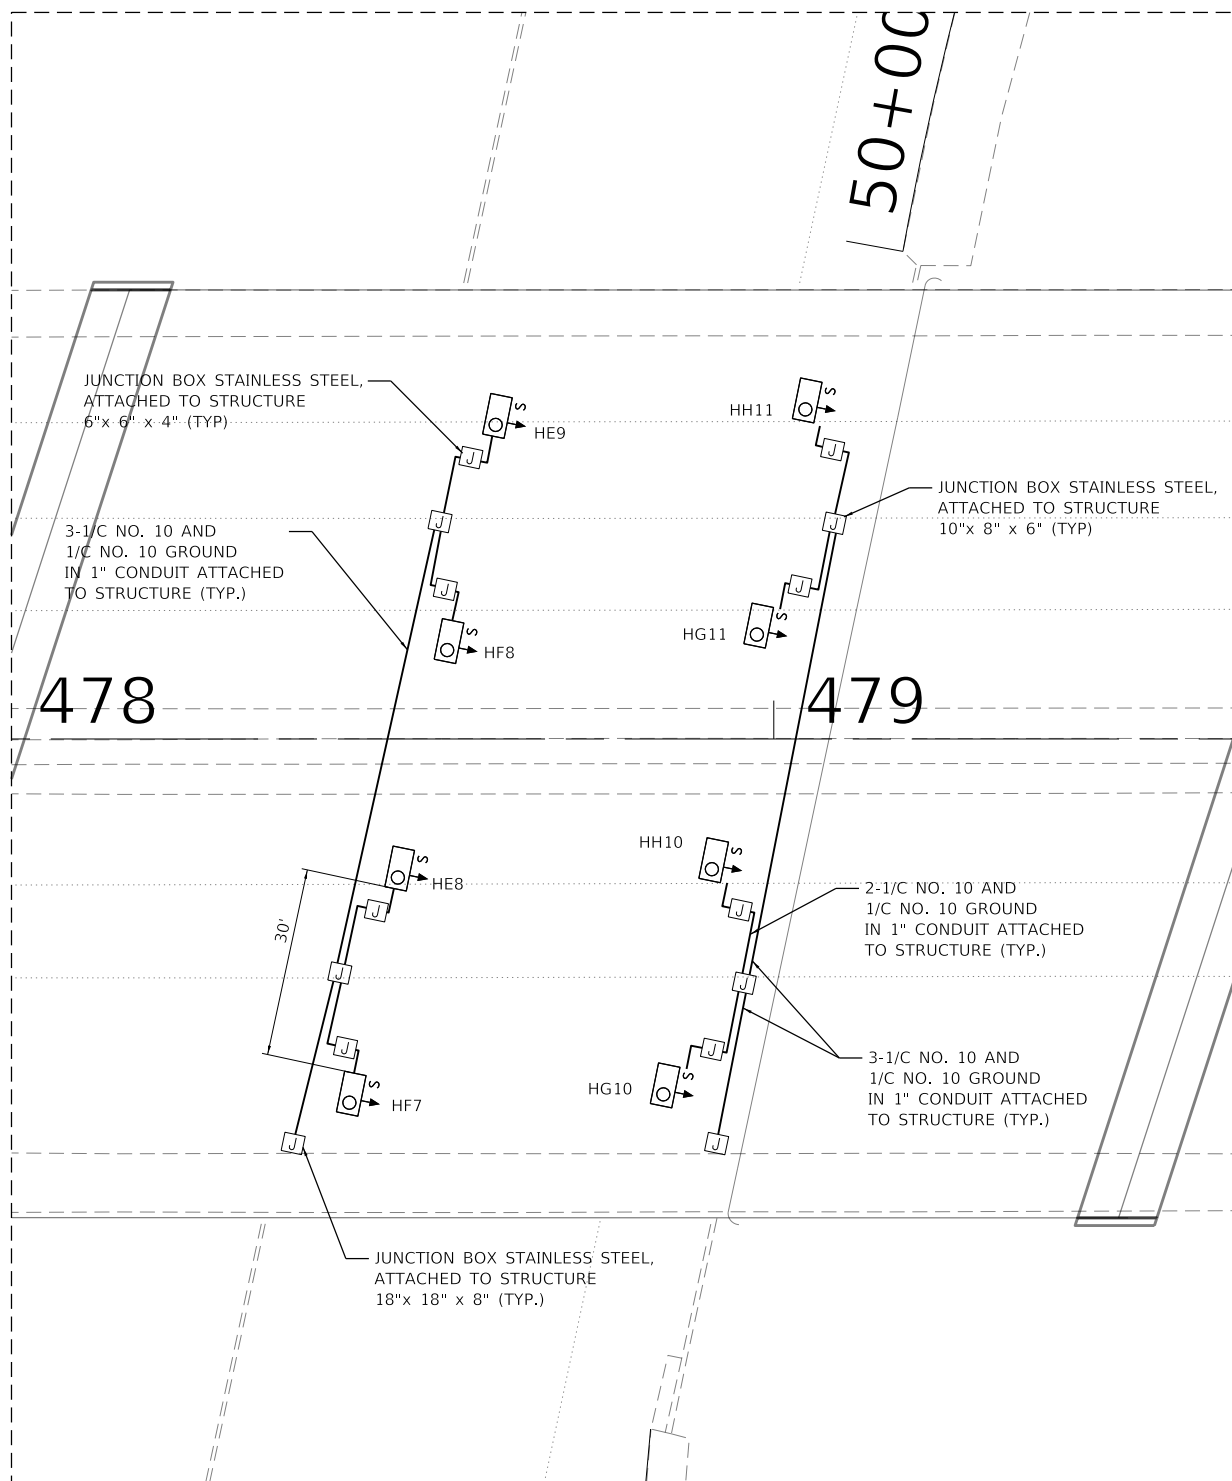 50+00
JUNCTION BOX STAINLESS STEEL,
ATTACHED TO STRUCTURE
6"x 6" x 4" (TYP)
S
HE9
J
S
HH11
J
JUNCTION BOX STAINLESS STEEL,
ATTACHED TO STRUCTURE
10"x 8" x 6" (TYP)
3-1/C NO. 10 AND
1/C NO. 10 GROUND
IN 1" CONDUIT ATTACHED
TO STRUCTURE (TYP.)
J
J
J
J
S
HF8
S
HG11
478
479
S
HE8
J
S
HH10
J
30'
2-1/C NO. 10 AND
1/C NO. 10 GROUND
IN 1" CONDUIT ATTACHED
TO STRUCTURE (TYP.)
J
J
J
J
S
HF7
S
HG10
3-1/C NO. 10 AND
1/C NO. 10 GROUND
IN 1" CONDUIT ATTACHED
TO STRUCTURE (TYP.)
J
J
JUNCTION BOX STAINLESS STEEL,
ATTACHED TO STRUCTURE
18"x 18" x 8" (TYP.)